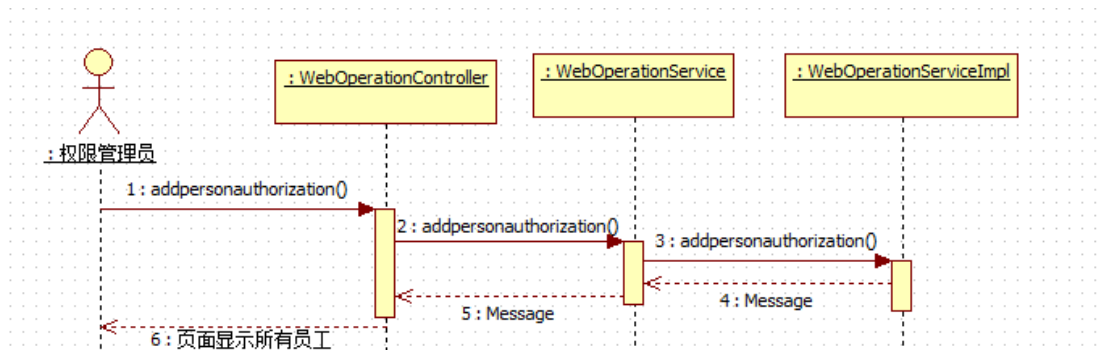 : WebOperationController
: WebOperationService
: WebOperationServiceImpl
: 权限管理员
1 : addpersonauthorization()
2 : addpersonauthorization()
3 : addpersonauthorization()
4 : Message
5 : Message
6 : 页面显示所有员工